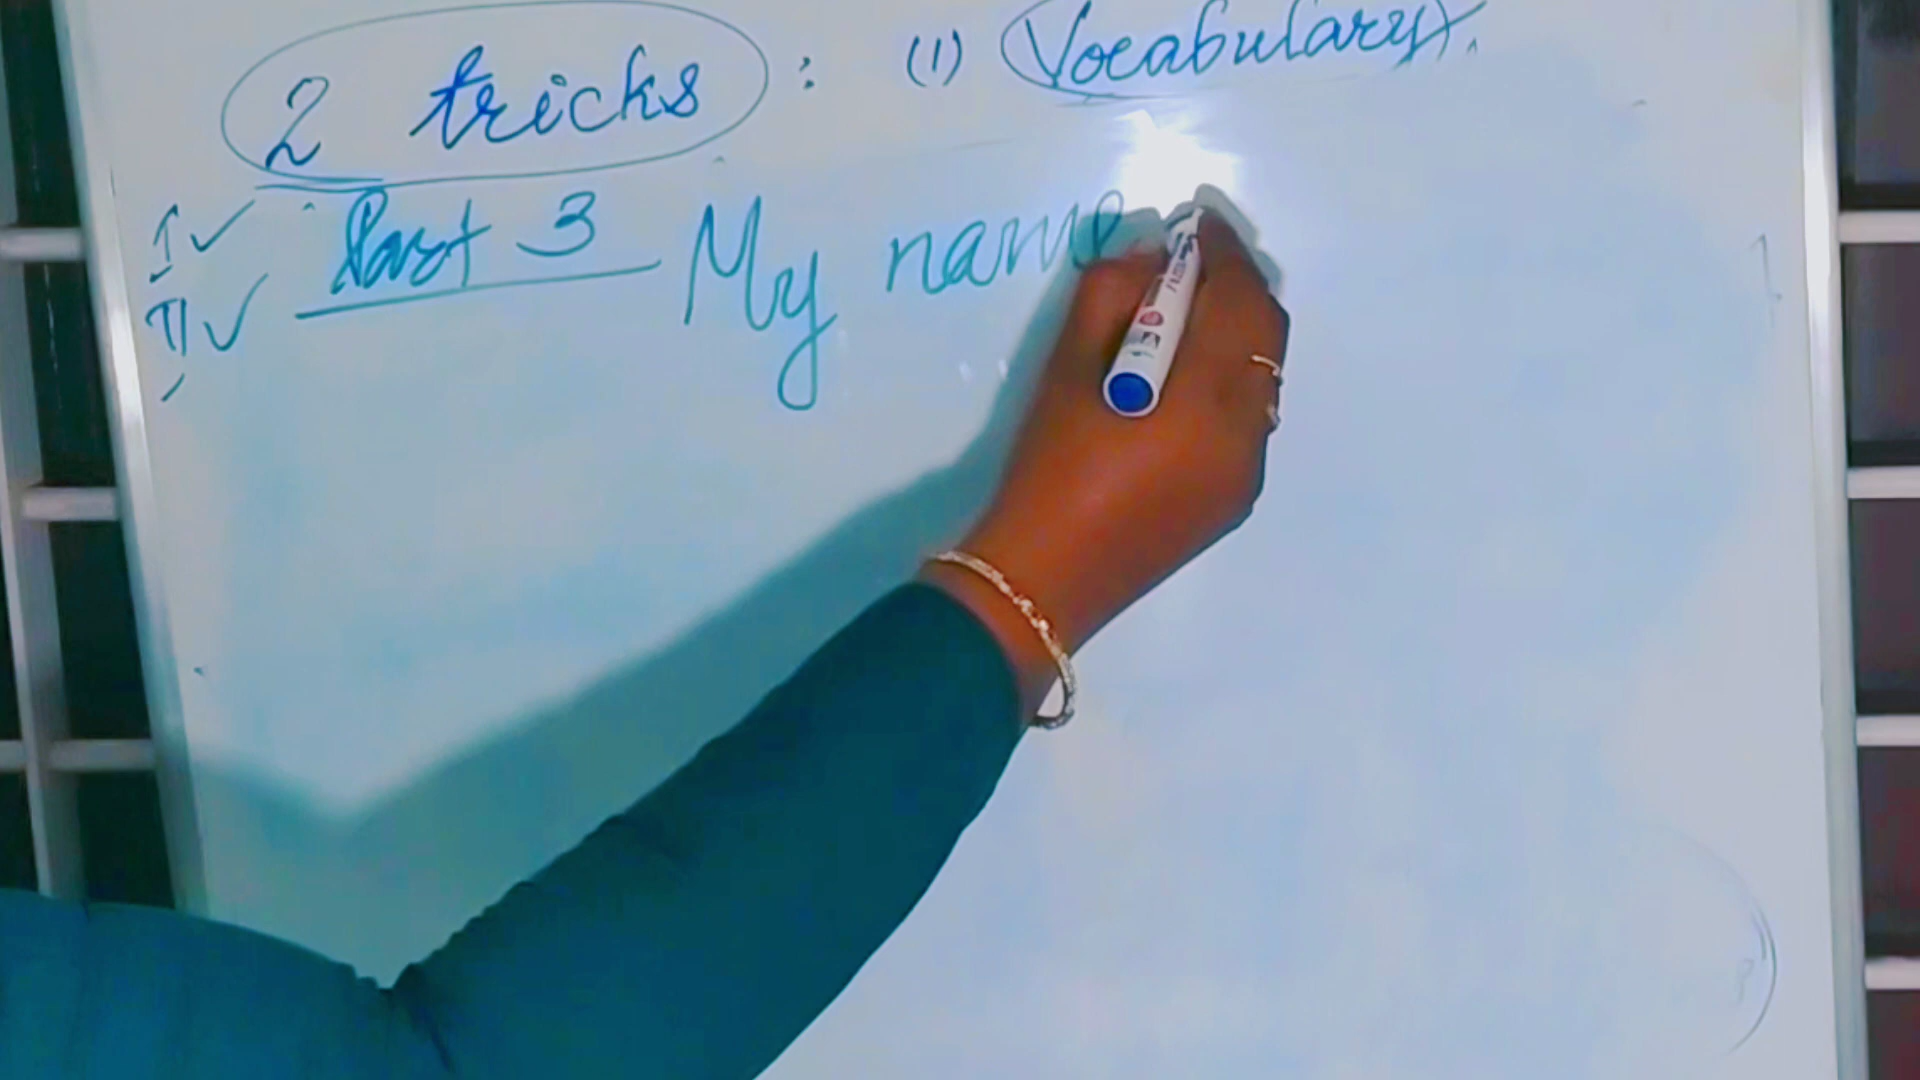 2 tricks : (1) Vocabulary.
I ✓ Part 3 My name
II ✓